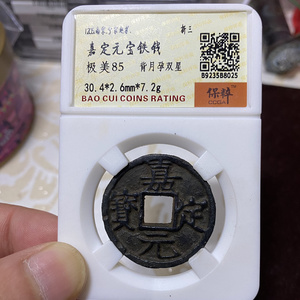 新三
嘉定元宝铁钱
极美85 背月孕双星
30.4*2.6mm*7.2g
BAO CUI COINS RATING
B9235B8025
保粹
嘉定元寶